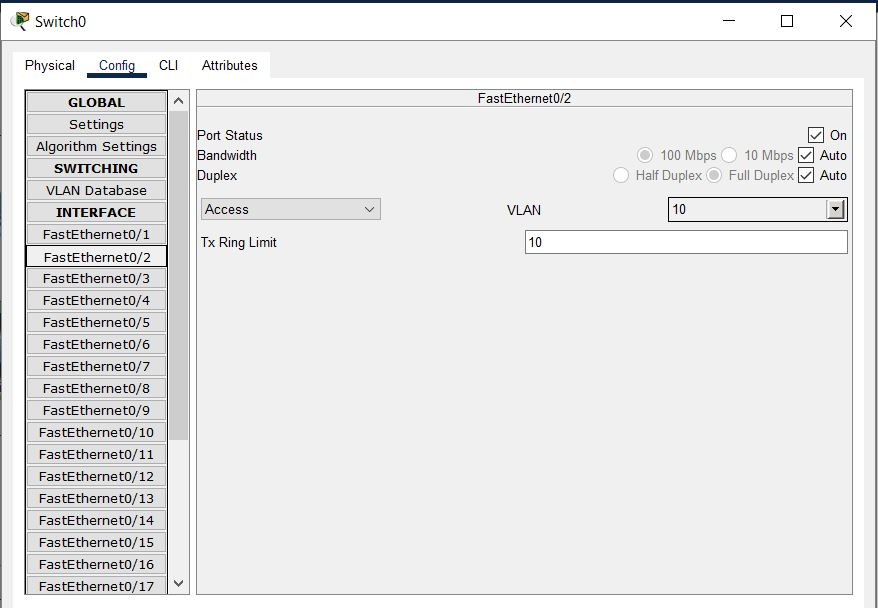 Switch0
Physical Config CLI Attributes
GLOBAL
Settings
Algorithm Settings
SWITCHING
VLAN Database
INTERFACE
FastEthernet0/1
FastEthernet0/2
FastEthernet0/3
FastEthernet0/4
FastEthernet0/5
FastEthernet0/6
FastEthernet0/7
FastEthernet0/8
FastEthernet0/9
FastEthernet0/10
FastEthernet0/11
FastEthernet0/12
FastEthernet0/13
FastEthernet0/14
FastEthernet0/15
FastEthernet0/16
FastEthernet0/17
FastEthernet0/2
Port Status On
Bandwidth 100 Mbps 10 Mbps Auto
Duplex Half Duplex Full Duplex Auto
Access VLAN 10
Tx Ring Limit 10